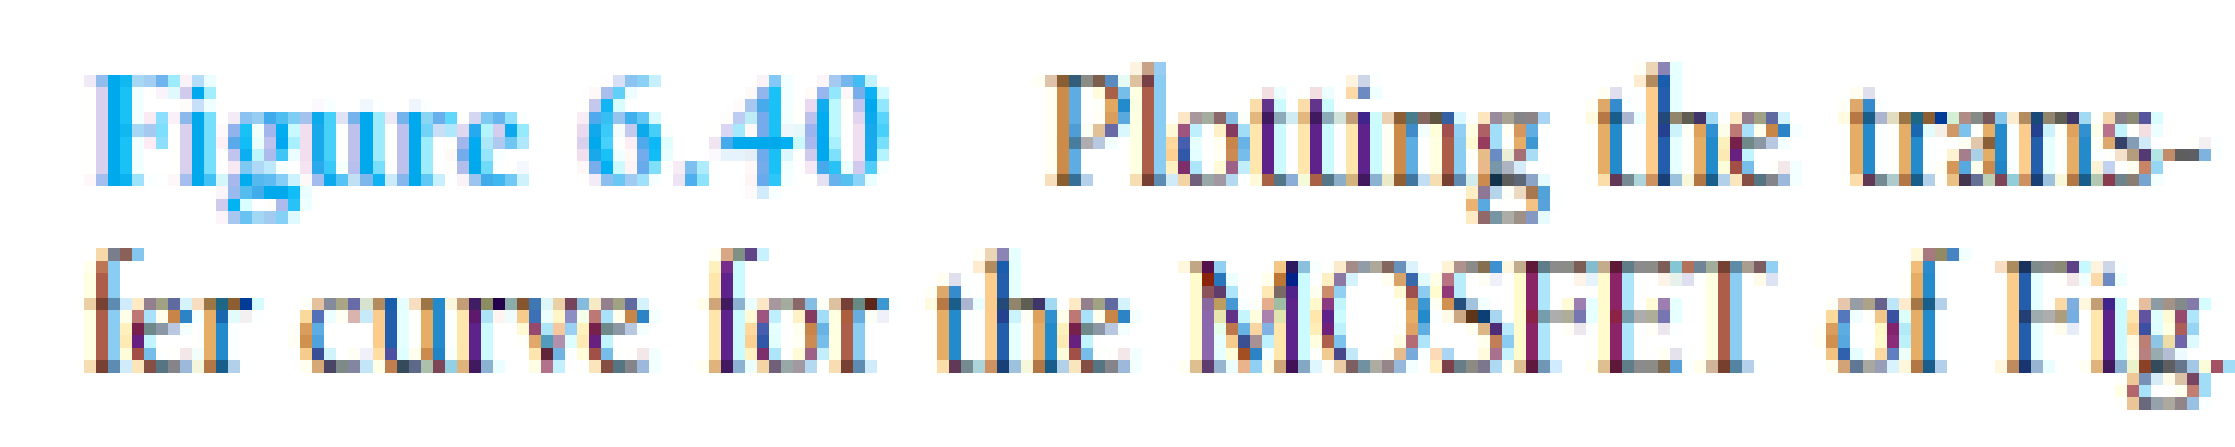 Figure 6.40 Plotting the trans-
fer curve for the MOSFET of Fig.